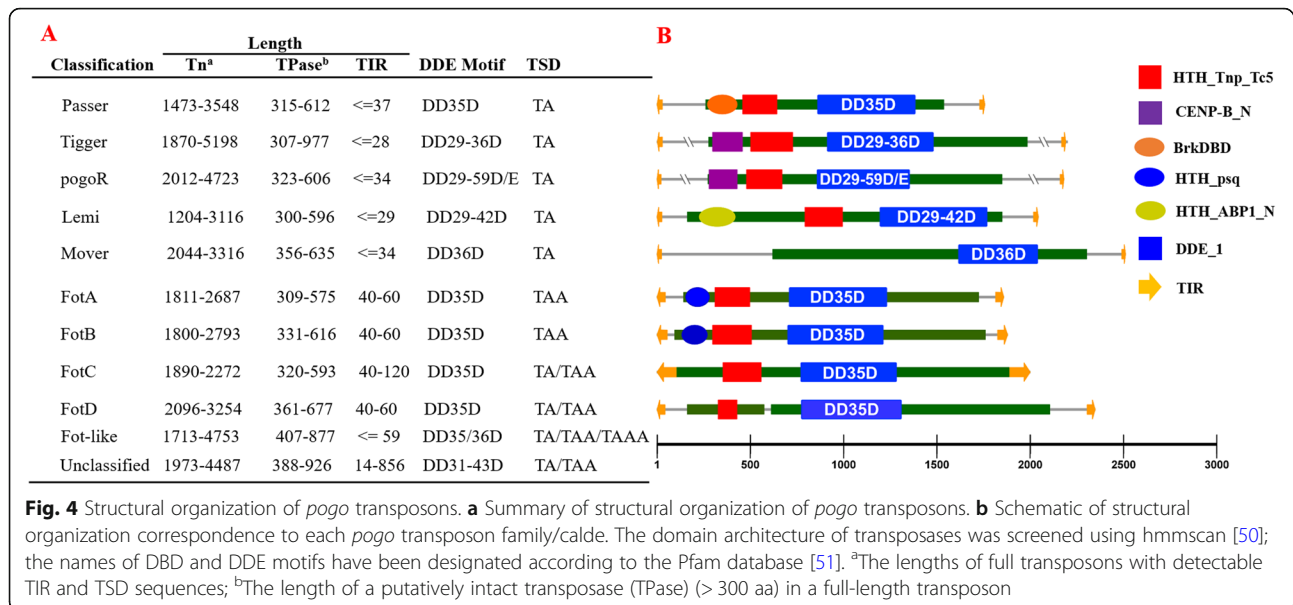 A
Length
Classification Tnᵃ TPaseᵇ TIR DDE Motif TSD
Passer 1473-3548 315-612 <=37 DD35D TA
Tigger 1870-5198 307-977 <=28 DD29-36D TA
pogoR 2012-4723 323-606 <=34 DD29-59D/E TA
Lemi 1204-3116 300-596 <=29 DD29-42D TA
Mover 2044-3316 356-635 <=34 DD36D TA
FotA 1811-2687 309-575 40-60 DD35D TAA
FotB 1800-2793 331-616 40-60 DD35D TAA
FotC 1890-2272 320-593 40-120 DD35D TA/TAA
FotD 2096-3254 361-677 40-60 DD35D TA/TAA
Fot-like 1713-4753 407-877 <= 59 DD35/36D TA/TAA/TAAA
Unclassified 1973-4487 388-926 14-856 DD31-43D TA/TAA
B
DD35D
DD29-36D
DD29-59D/E
DD29-42D
DD36D
DD35D
DD35D
DD35D
DD35D
1 500 1000 1500 2000 2500 3000
HTH_Tnp_Tc5
CENP-B_N
BrkDBD
HTH_psq
HTH_ABP1_N
DDE_1
TIR
Fig. 4 Structural organization of pogo transposons. a Summary of structural organization of pogo transposons. b Schematic of structural
organization correspondence to each pogo transposon family/calde. The domain architecture of transposases was screened using hmmscan [50];
the names of DBD and DDE motifs have been designated according to the Pfam database [51]. ᵃThe lengths of full transposons with detectable
TIR and TSD sequences; ᵇThe length of a putatively intact transposase (TPase) (> 300 aa) in a full-length transposon